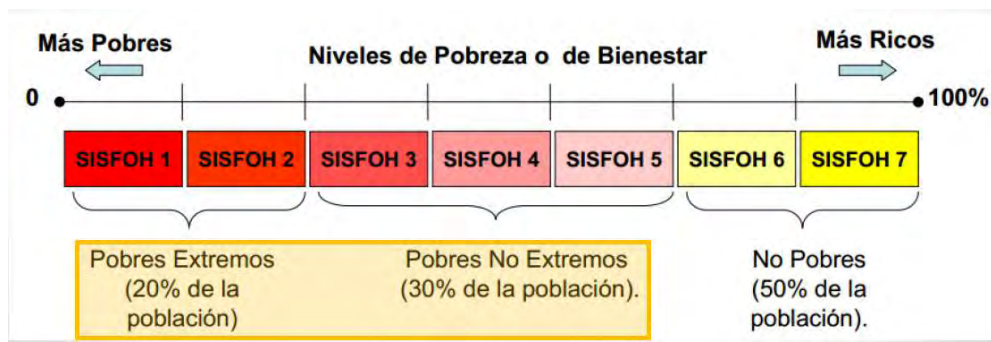 Más Pobres
Niveles de Pobreza o de Bienestar
Más Ricos
0
100%
SISFOH 1
SISFOH 2
SISFOH 3
SISFOH 4
SISFOH 5
SISFOH 6
SISFOH 7
Pobres Extremos
(20% de la
población)
Pobres No Extremos
(30% de la población).
No Pobres
(50% de la
población).